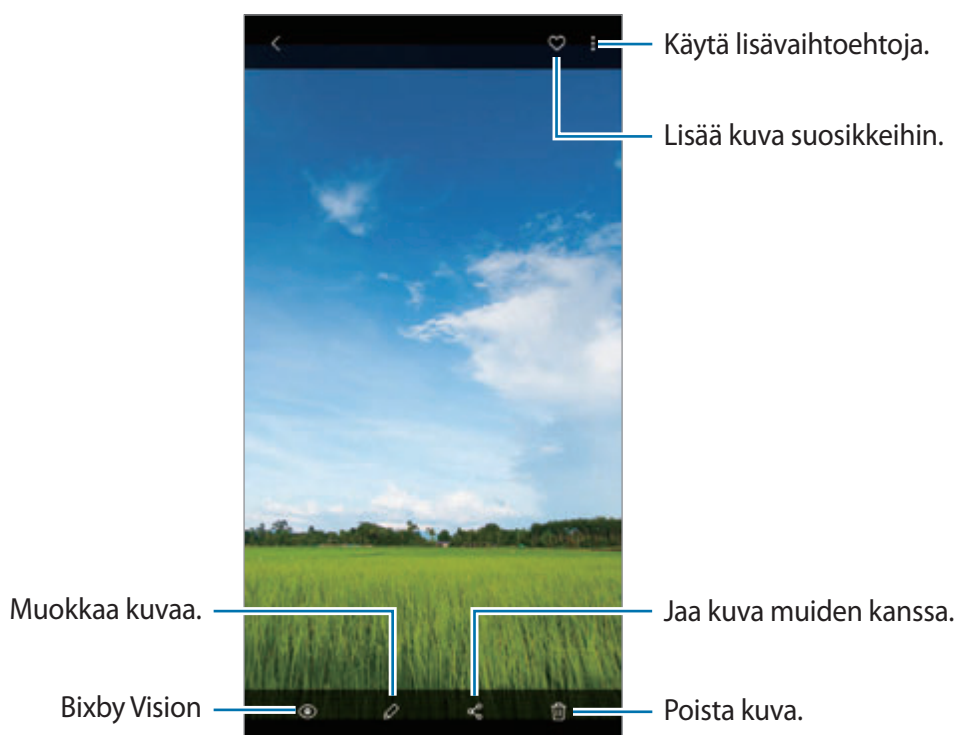 Käytä lisävaihtoehtoja.
Lisää kuva suosikkeihin.
Muokkaa kuvaa.
Jaa kuva muiden kanssa.
Bixby Vision
Poista kuva.